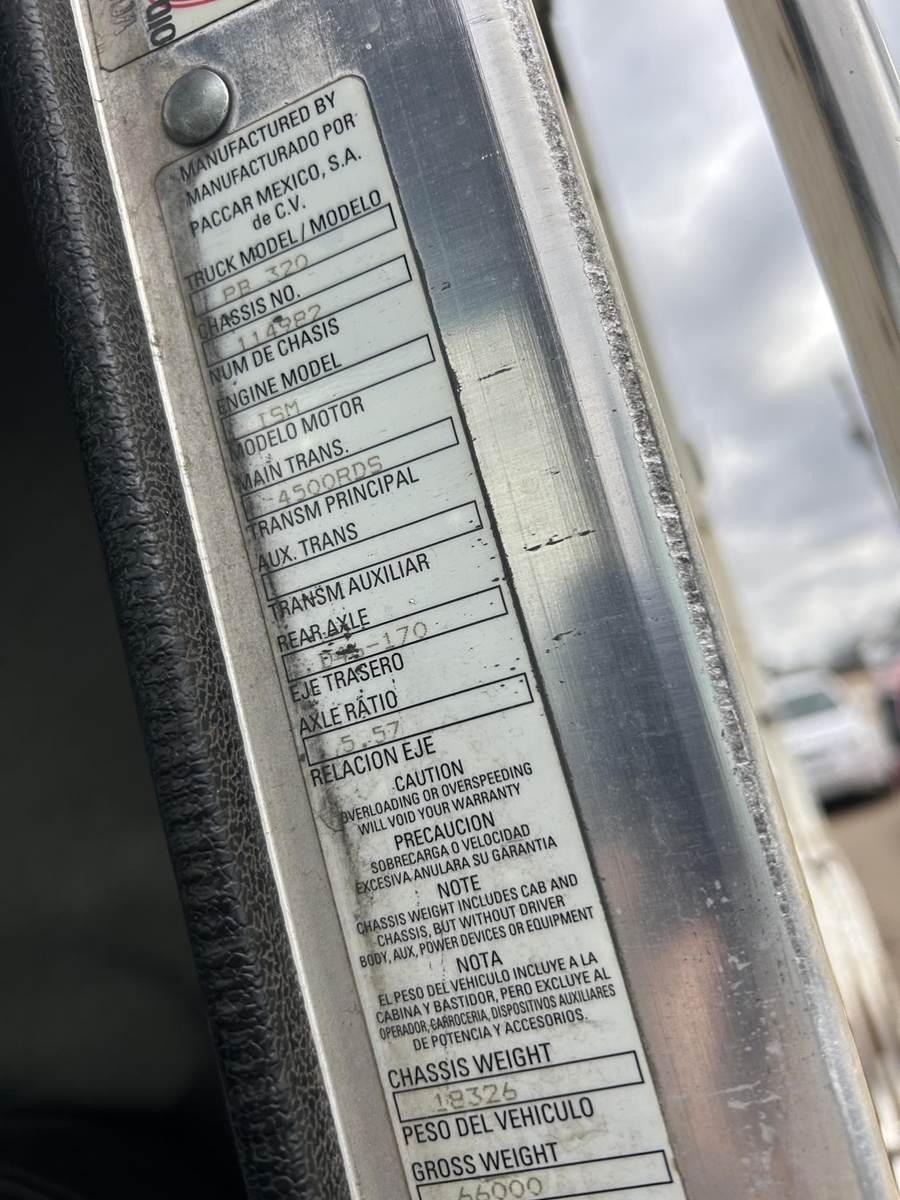 MANUFACTURED BY
MANUFACTURADO POR
PACCAR MEXICO, S.A.
de C.V.
TRUCK MODEL / MODELO
PB 320
CHASSIS NO.
114982
NUM DE CHASIS
ENGINE MODEL
ISM
MODELO MOTOR
MAIN TRANS.
4500RDS
TRANSM PRINCIPAL
AUX. TRANS
TRANSM AUXILIAR
REAR AXLE
EJE TRASERO
AXLE RATIO
5.57
RELACION EJE
CAUTION
OVERLOADING OR OVERSPEEDING
WILL VOID YOUR WARRANTY
PRECAUCION
SOBRECARGA O VELOCIDAD
EXCESIVA ANULARA SU GARANTIA
NOTE
CHASSIS WEIGHT INCLUDES CAB AND
CHASSIS, BUT WITHOUT DRIVER
BODY, AUX, POWER DEVICES OR EQUIPMENT
NOTA
EL PESO DEL VEHICULO INCLUYE A LA
CABINA Y BASTIDOR, PERO EXCLUYE AL
OPERADOR, CARROCERIA, DISPOSITIVOS AUXILIARES
DE POTENCIA Y ACCESORIOS.
CHASSIS WEIGHT
18326
PESO DEL VEHICULO
GROSS WEIGHT
66000